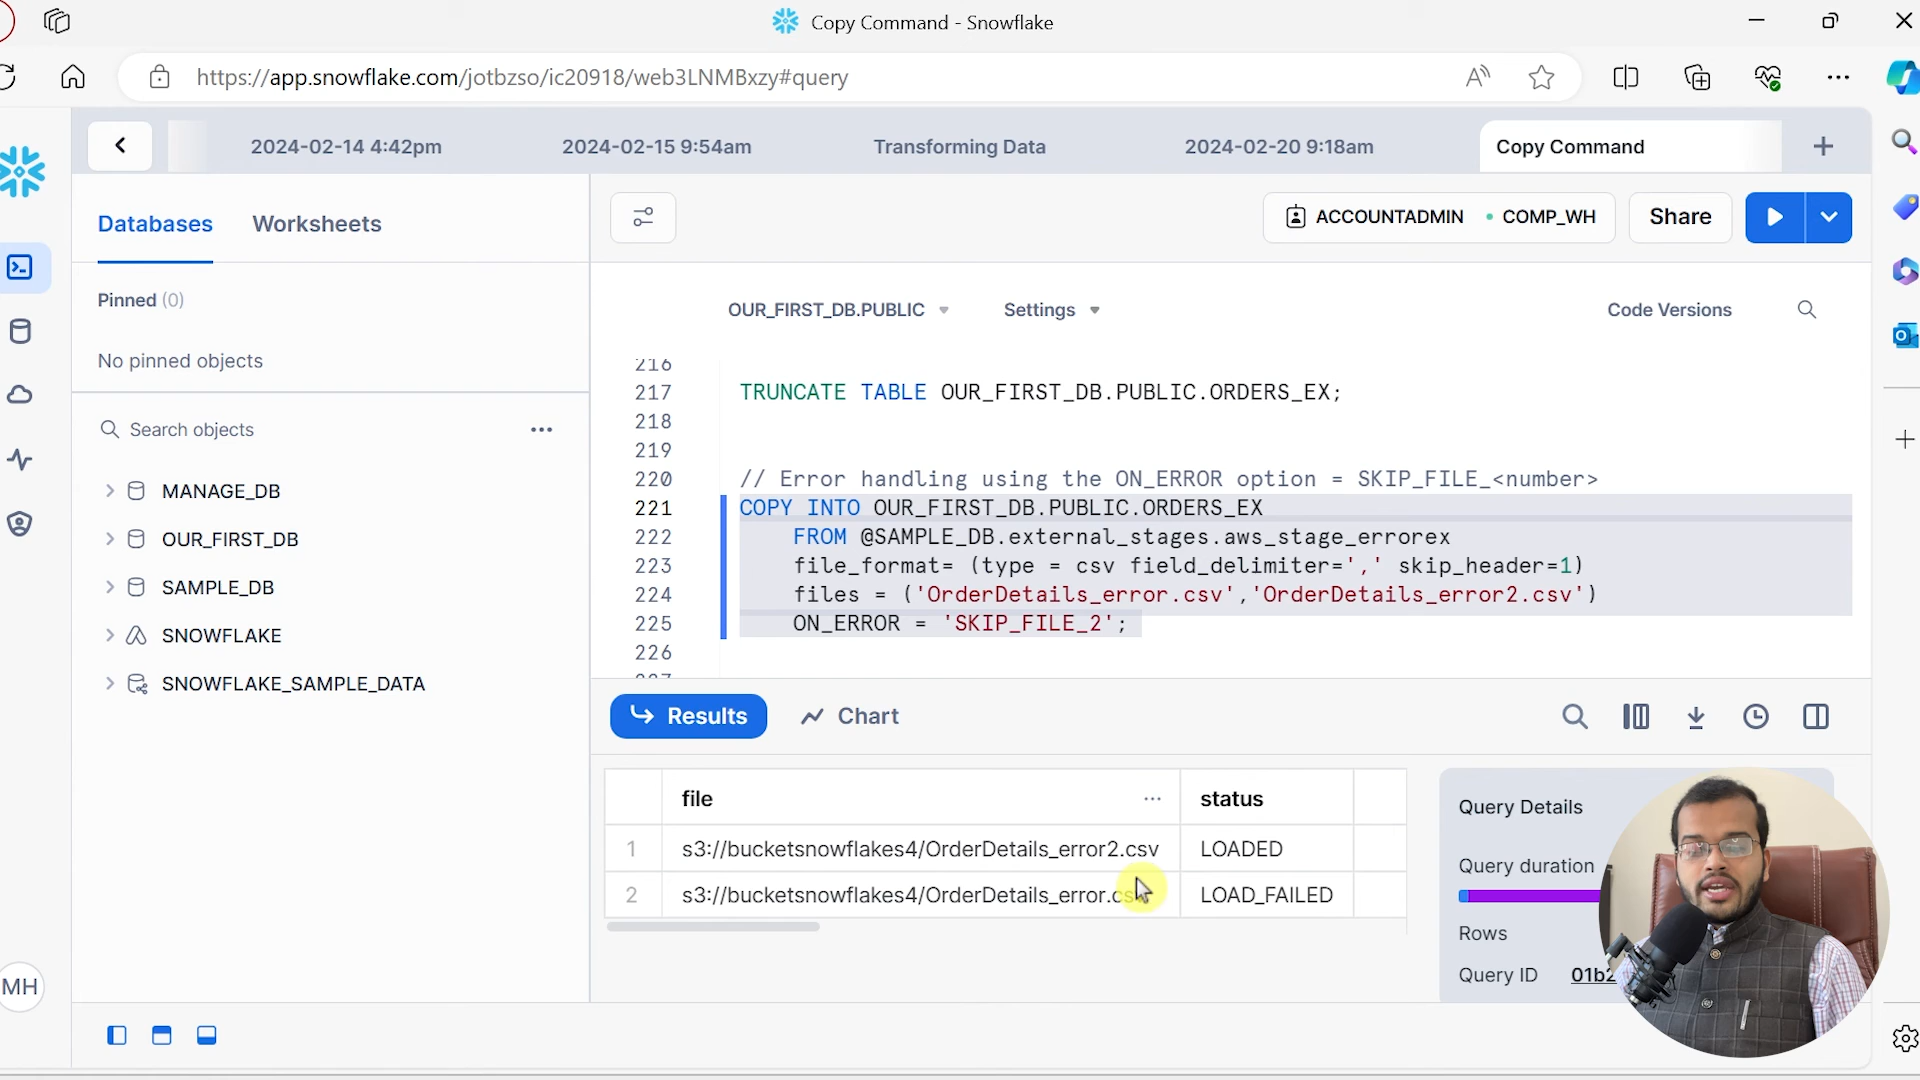 Copy Command - Snowflake
https://app.snowflake.com/jotbzso/ic20918/web3LNMBxzy#query
2024-02-14 4:42pm
2024-02-15 9:54am
Transforming Data
2024-02-20 9:18am
Copy Command
Databases
Worksheets
ACCOUNTADMIN
COMP_WH
Share
Pinned (0)
No pinned objects
Search objects
MANAGE_DB
OUR_FIRST_DB
SAMPLE_DB
SNOWFLAKE
SNOWFLAKE_SAMPLE_DATA
MH
OUR_FIRST_DB.PUBLIC
Settings
Code Versions
216
217 TRUNCATE TABLE OUR_FIRST_DB.PUBLIC.ORDERS_EX;
218
219
220 // Error handling using the ON_ERROR option = SKIP_FILE_<number>
221 COPY INTO OUR_FIRST_DB.PUBLIC.ORDERS_EX
222 FROM @SAMPLE_DB.external_stages.aws_stage_errorex
223 file_format= (type = csv field_delimiter=',' skip_header=1)
224 files = ('OrderDetails_error.csv','OrderDetails_error2.csv')
225 ON_ERROR = 'SKIP_FILE_2';
226
Results
Chart
file status
1 s3://bucketsnowflakes4/OrderDetails_error2.csv LOADED
2 s3://bucketsnowflakes4/OrderDetails_error.cs LOAD_FAILED
Query Details
Query duration
Rows
Query ID 01b2